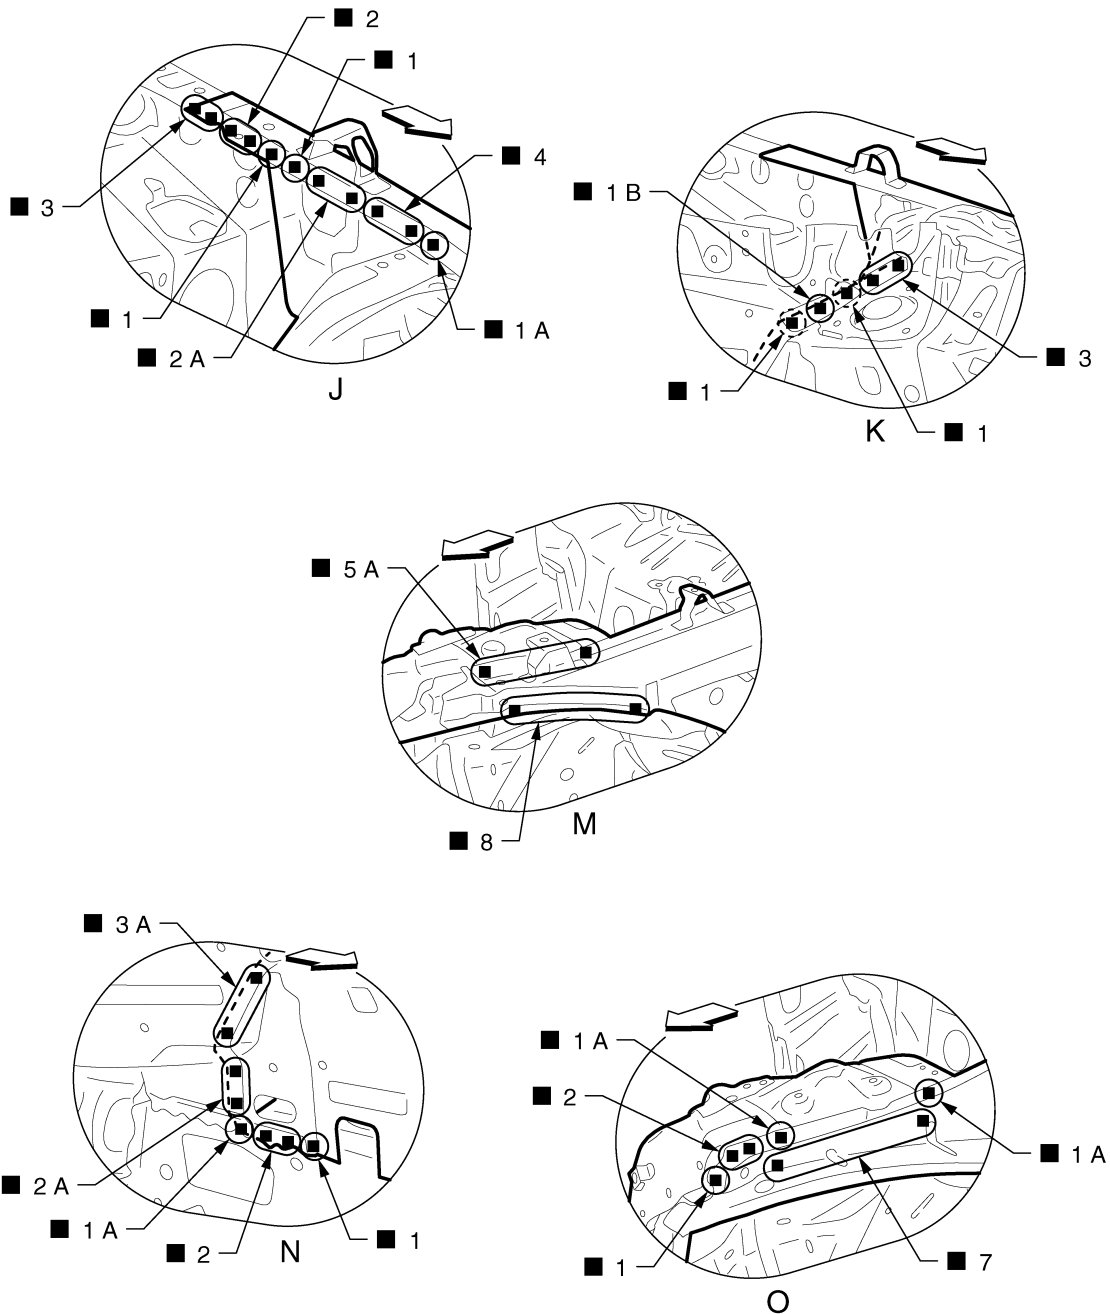 ■ 2
■ 1
■ 4
■ 3
■ 1
■ 2 A
■ 1 A
J
■ 1 B
■ 3
■ 1
■ 1
K
■ 5 A
■ 8
M
■ 3 A
■ 2 A
■ 1 A
■ 2
■ 1
N
■ 1 A
■ 2
■ 1 A
■ 1
■ 7
O